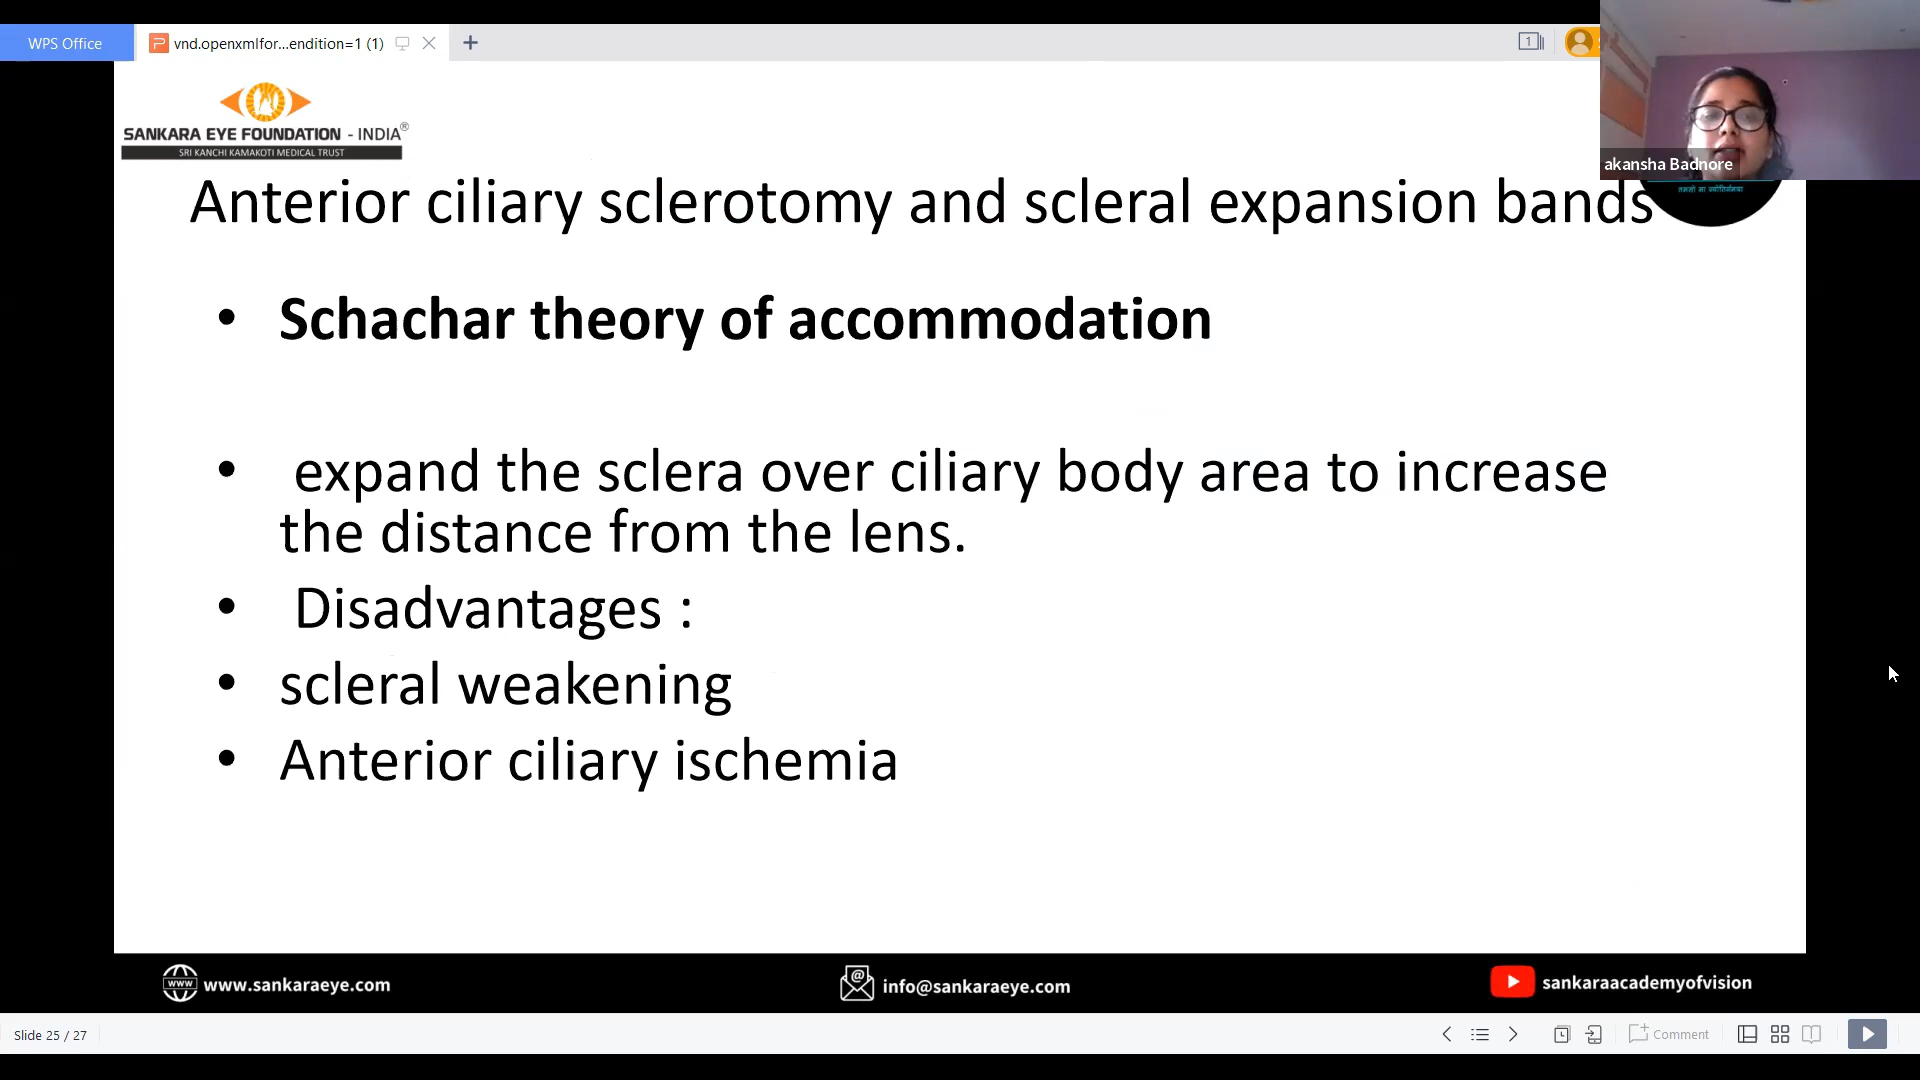 WPS Office
vnd.openxmlfor...endition=1 (1)
1
SANKARA EYE FOUNDATION - INDIA®
SRI KANCHI KAMAKOTI MEDICAL TRUST
akansha Badnore
तमसो मा ज्योतिर्गमया
Anterior ciliary sclerotomy and scleral expansion bands
• Schachar theory of accommodation
• expand the sclera over ciliary body area to increase
the distance from the lens.
• Disadvantages :
• scleral weakening
• Anterior ciliary ischemia
www.sankaraeye.com
info@sankaraeye.com
sankaraacademyofvision
Slide 25 / 27
Comment